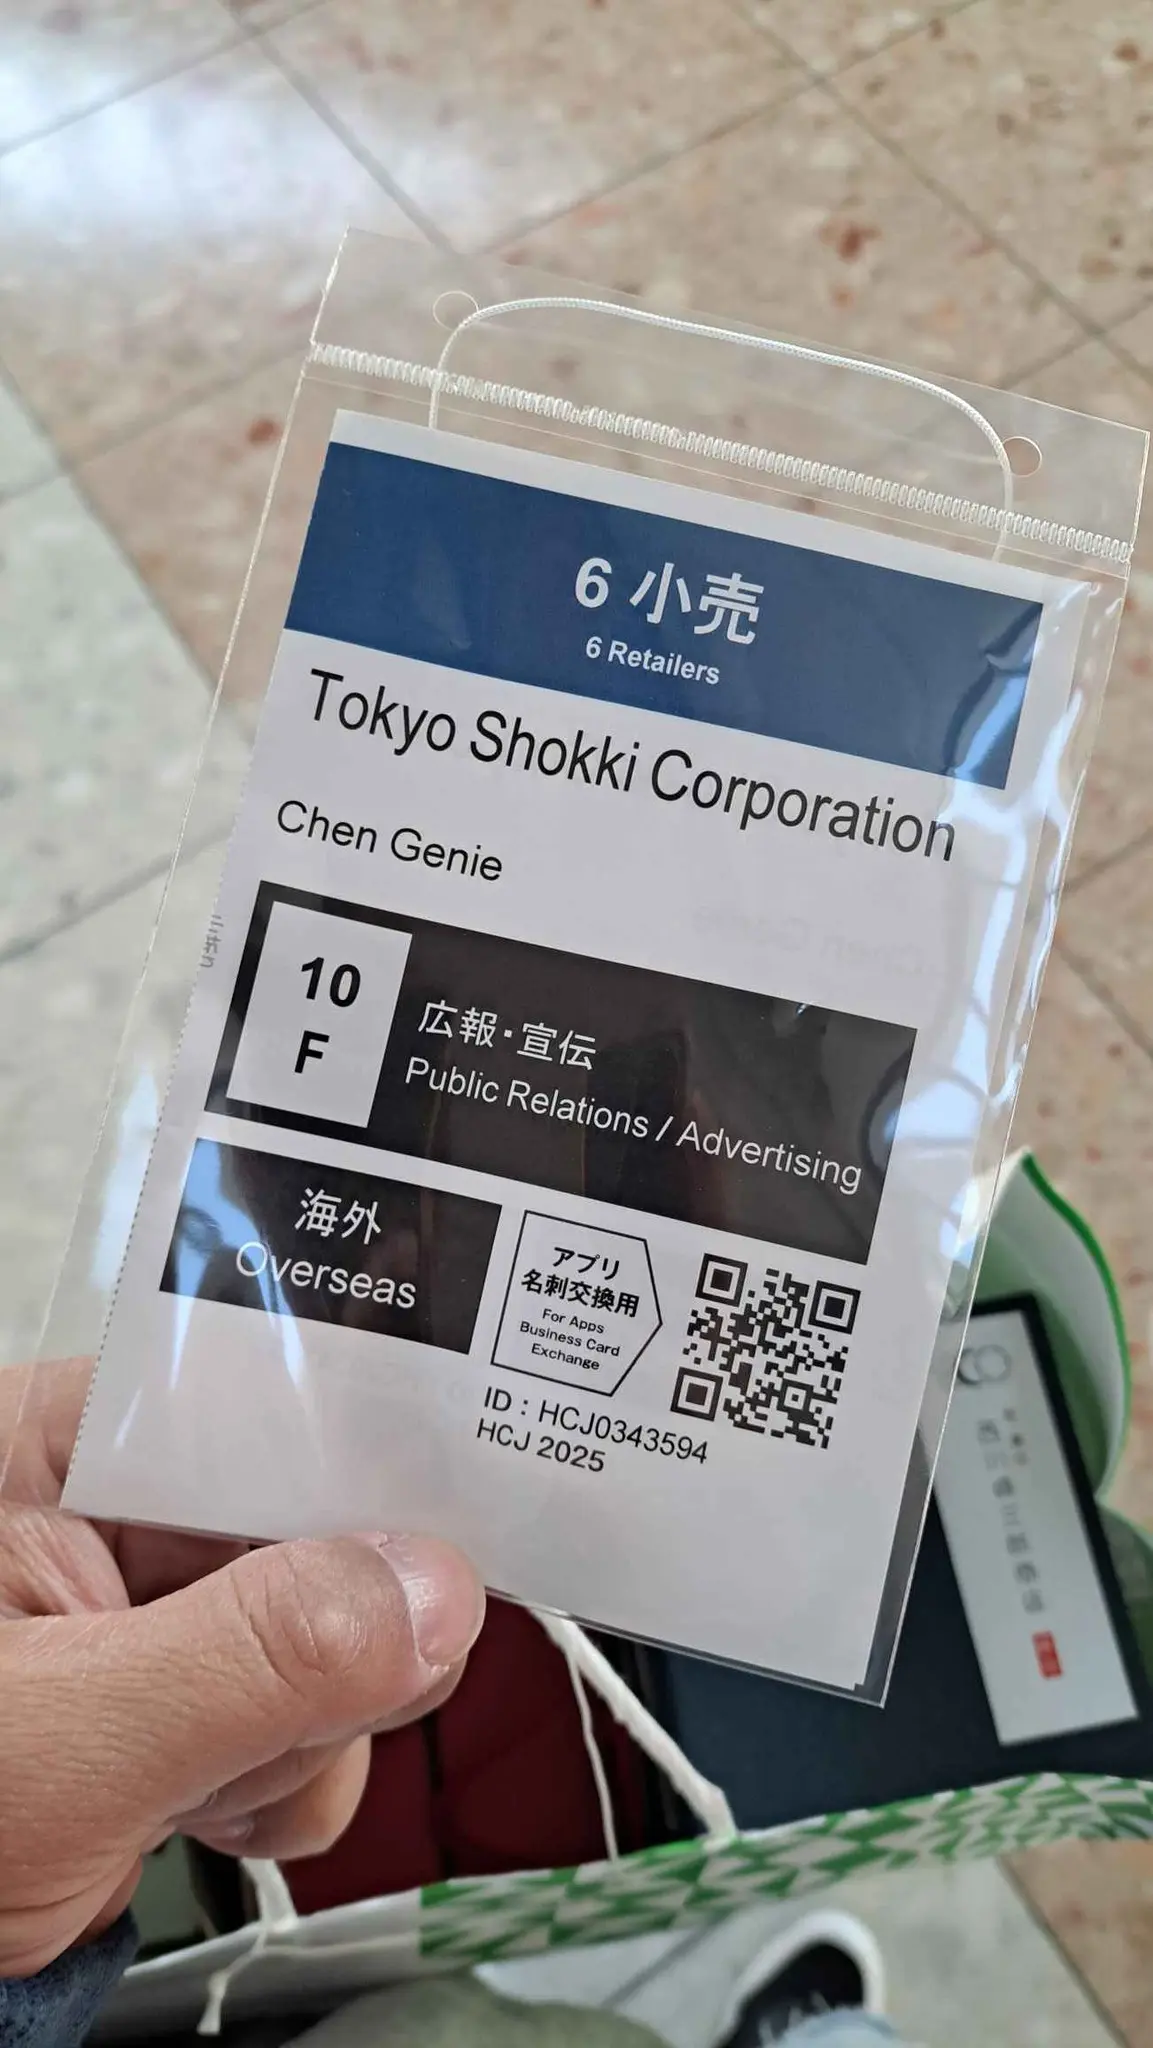 6 小売
6 Retailers
Tokyo Shokki Corporation
Chen Genie
10
F
広報・宣伝
Public Relations / Advertising
海外
Overseas
アプリ
名刺交換用
For Apps
Business Card
Exchange
ID : HCJ0343594
HCJ 2025